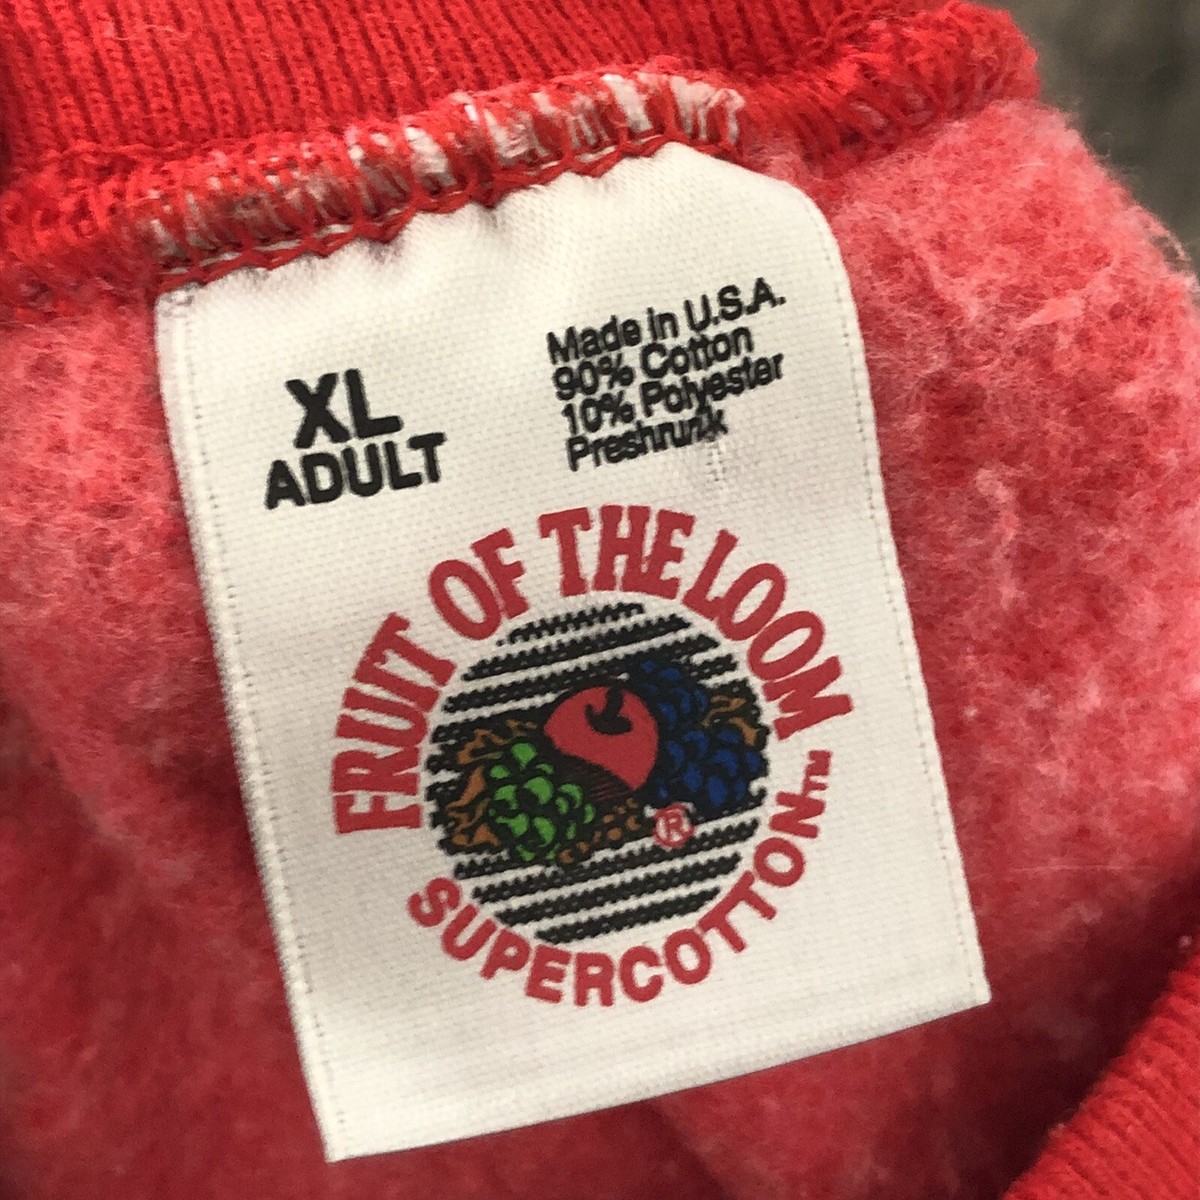 XL
ADULT
Made in U.S.A.
90% Cotton
10% Polyester
Preshrunk
FRUIT OF THE LOOM
®
SUPERCOTTON™